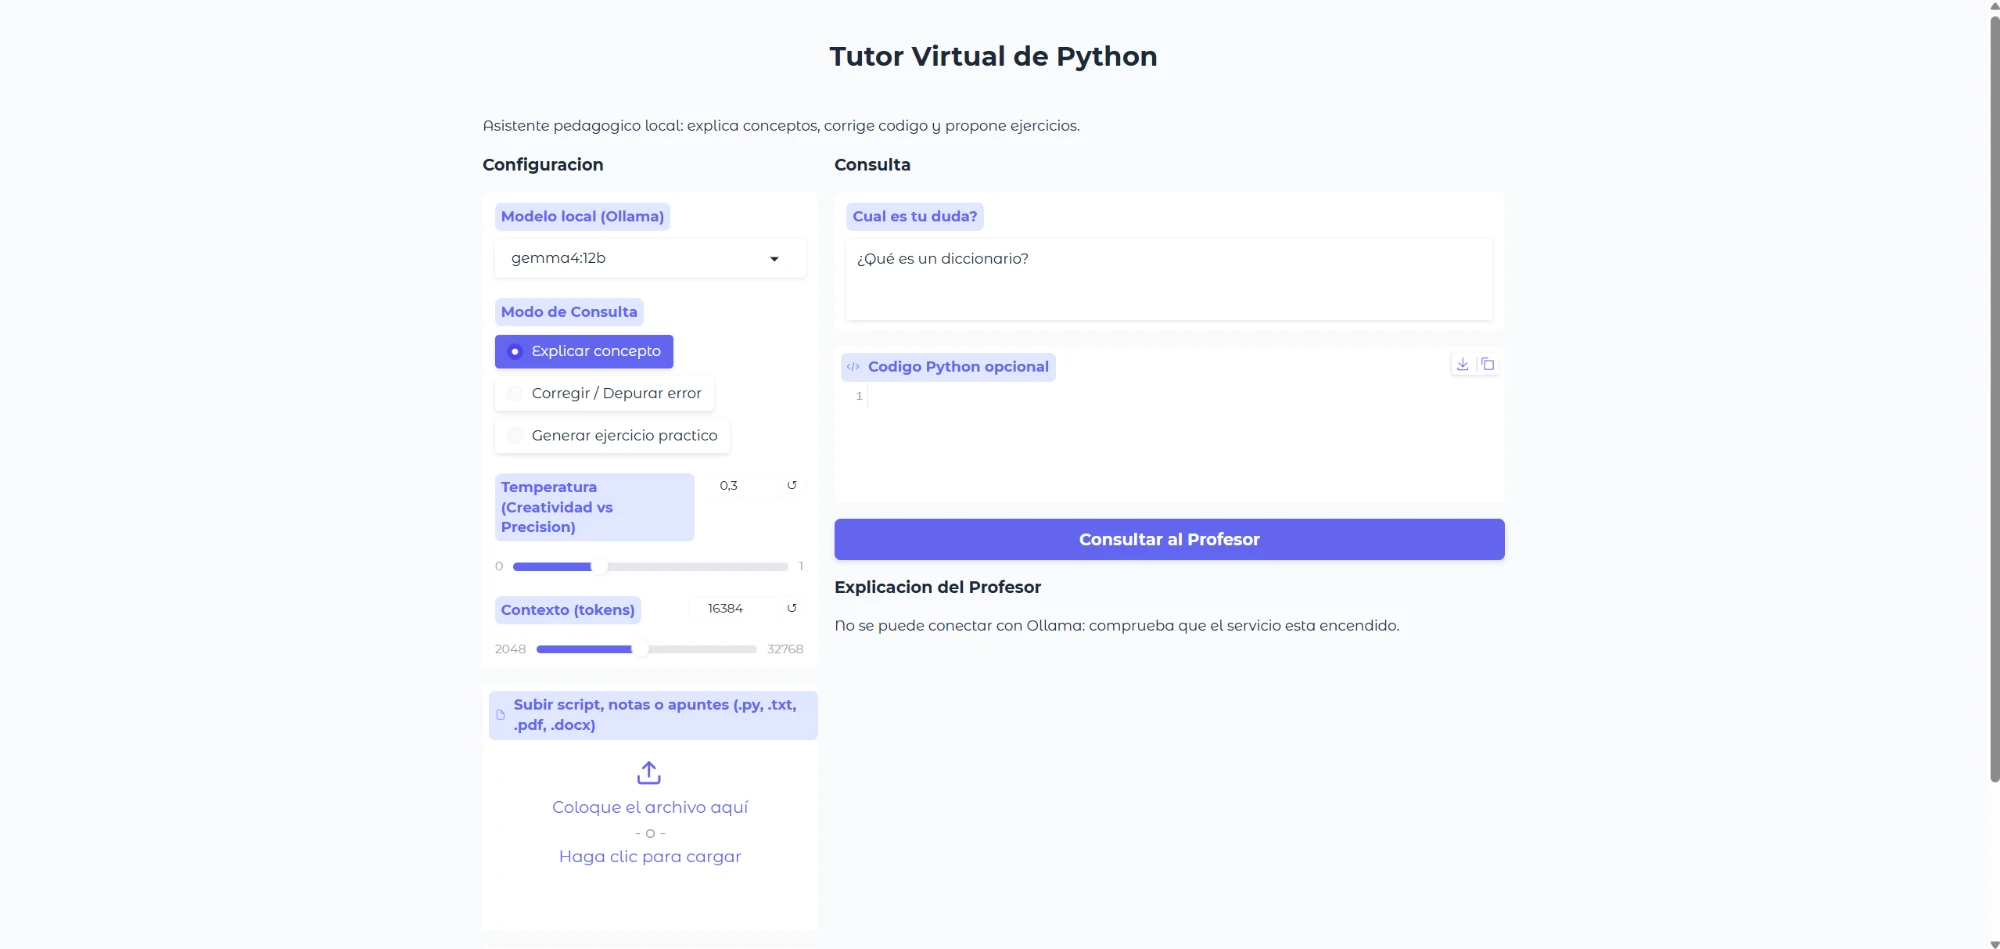 Tutor Virtual de Python
Asistente pedagogico local: explica conceptos, corrige codigo y propone ejercicios.
Configuracion
Modelo local (Ollama)
gemma4:12b
Modo de Consulta
Explicar concepto
Corregir / Depurar error
Generar ejercicio practico
Temperatura
(Creatividad vs
Precision)
0,3
0
1
Contexto (tokens)
16384
2048
32768
Subir script, notas o apuntes (.py, .txt,
.pdf, .docx)
Coloque el archivo aquí
- o -
Haga clic para cargar
Consulta
Cual es tu duda?
¿Qué es un diccionario?
Codigo Python opcional
1
Consultar al Profesor
Explicacion del Profesor
No se puede conectar con Ollama: comprueba que el servicio esta encendido.